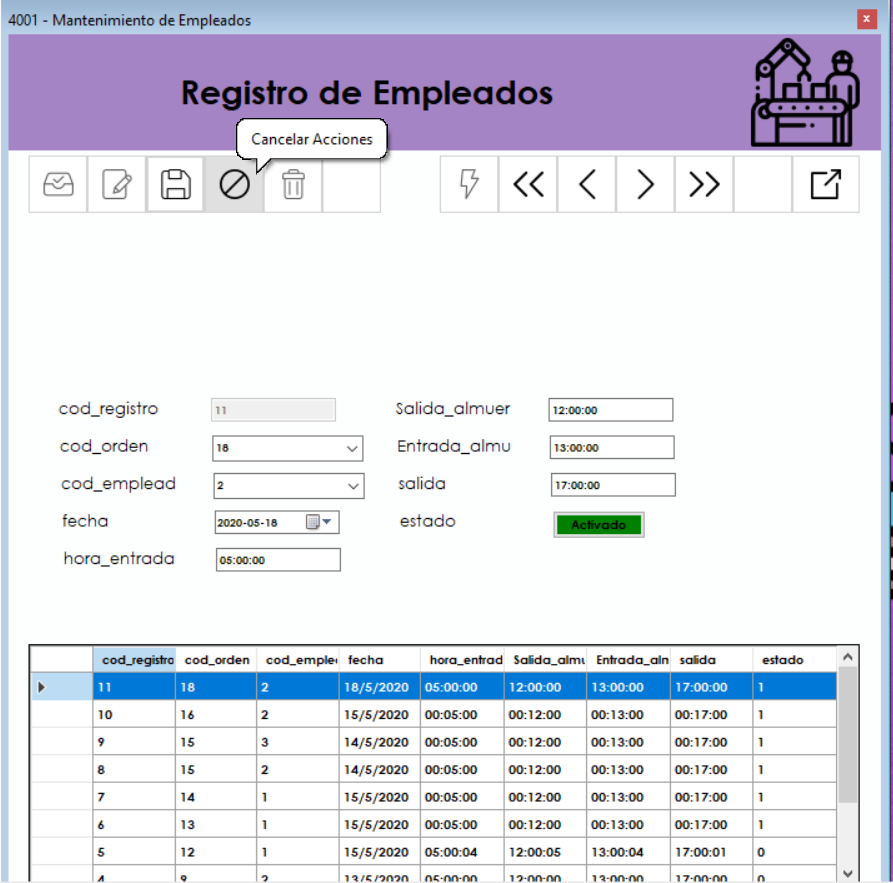 4001 - Mantenimiento de Empleados
Registro de Empleados
Cancelar Acciones
cod_registro 11 Salida_almuer 12:00:00
cod_orden 18 Entrada_almu 13:00:00
cod_emplead 2 salida 17:00:00
fecha 2020-05-18 estado Activado
hora_entrada 05:00:00
cod_registro cod_orden cod_emple fecha hora_entrad Salida_almu Entrada_aln salida estado
11 18 2 18/5/2020 05:00:00 12:00:00 13:00:00 17:00:00 1
10 16 2 15/5/2020 00:05:00 00:12:00 00:13:00 00:17:00 1
9 15 3 14/5/2020 00:05:00 00:12:00 00:13:00 00:17:00 1
8 15 2 14/5/2020 00:05:00 00:12:00 00:13:00 00:17:00 1
7 14 1 15/5/2020 00:05:00 00:12:00 00:13:00 00:17:00 1
6 13 1 15/5/2020 00:05:00 00:12:00 00:13:00 00:17:00 1
5 12 1 15/5/2020 05:00:04 12:00:05 13:00:04 17:00:01 0
4 9 2 13/5/2020 05:00:00 12:00:00 13:00:00 17:00:00 0